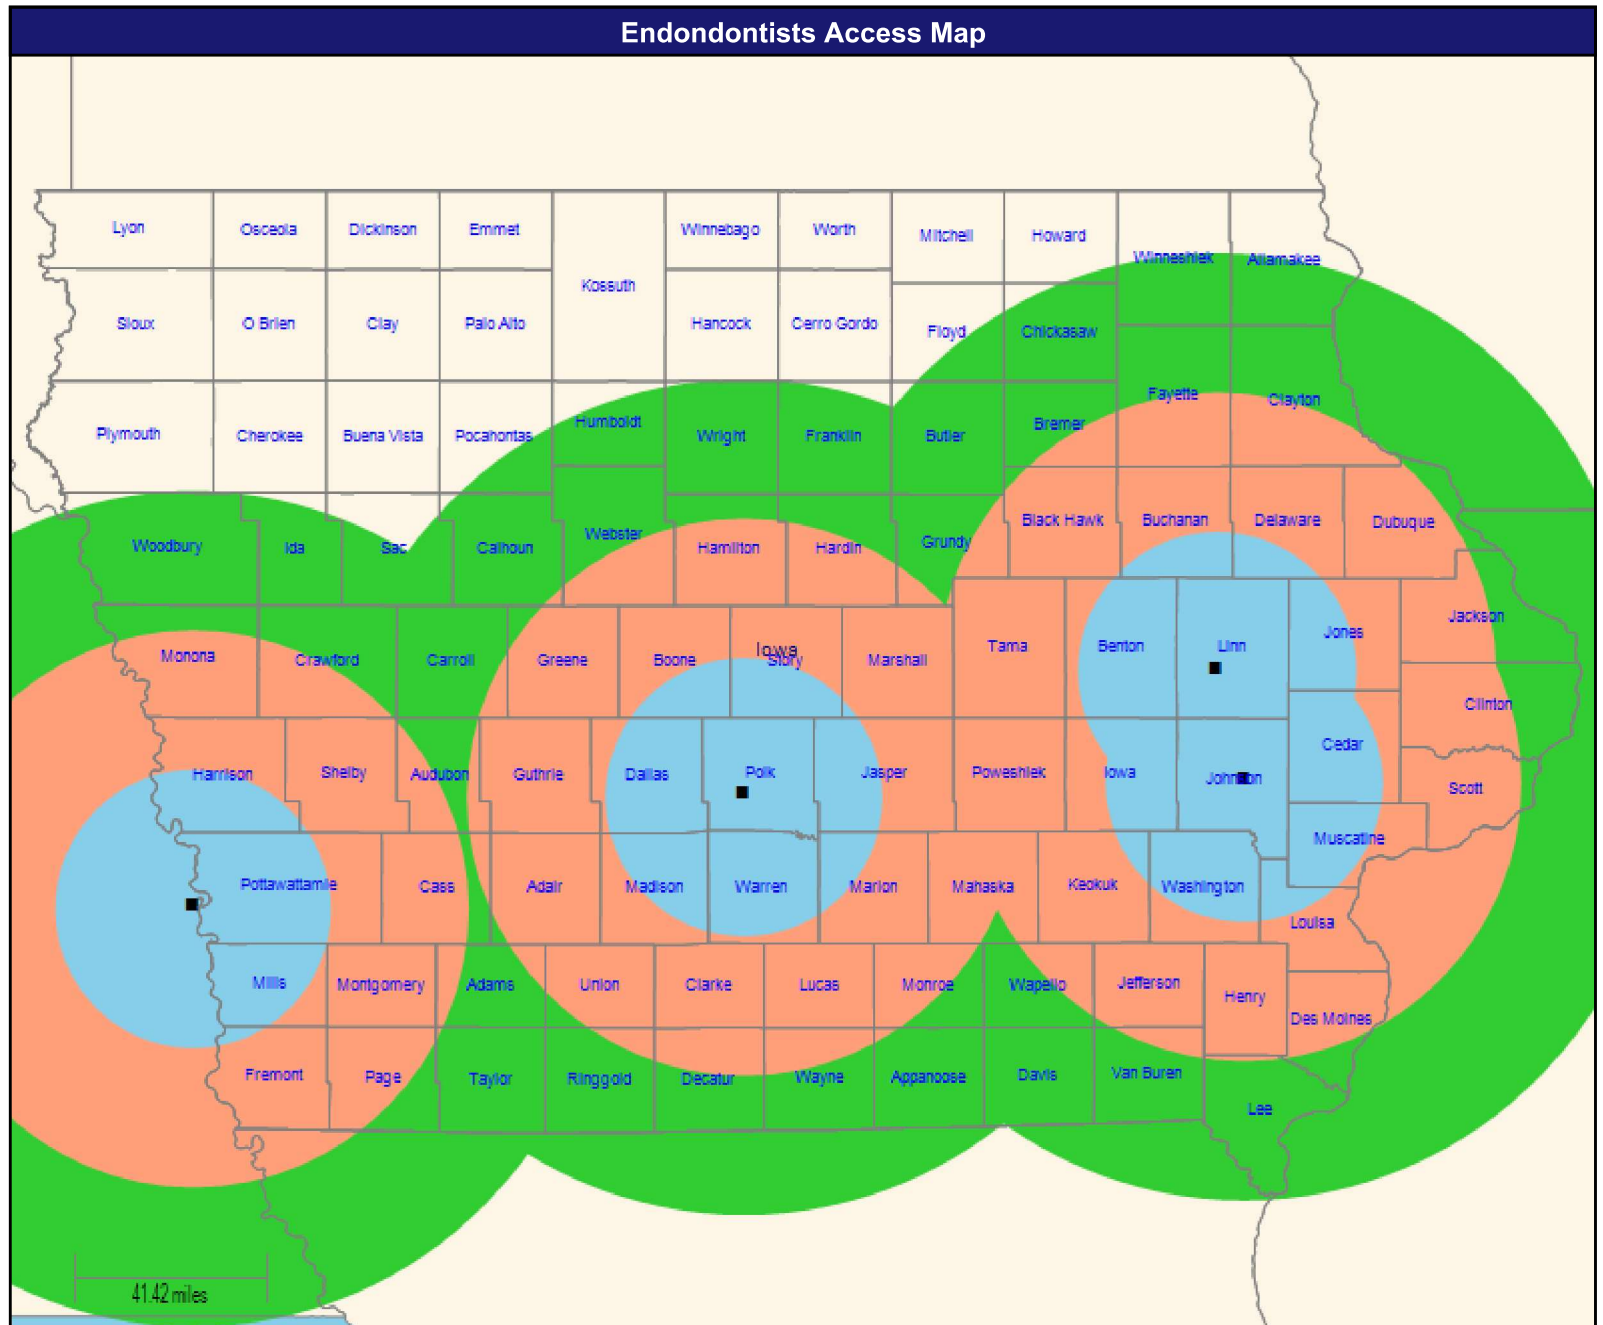 Endondontists Access Map
Lyon Osceola Dickinson Emmet Winnebago Worth Mitchell Howard
Winneshiek Allamakee
Kossuth
Sioux O Brien Clay Palo Alto Hancock Cerro Gordo Floyd Chickasaw
Fayette Clayton
Plymouth Cherokee Buena Vista Pocahontas Humboldt Wright Franklin Butler Bremer
Woodbury Ida Sac Calhoun Webster Hamilton Hardin Grundy Black Hawk Buchanan Delaware Dubuque
Iowa
Monona Crawford Carroll Greene Boone Story Marshall Tama Benton Linn Jones Jackson
Clinton
Harrison Shelby Audubon Guthrie Dallas Polk Jasper Poweshiek Iowa Johnson Cedar Scott
Muscatine
Pottawattamie Cass Adair Madison Warren Marion Mahaska Keokuk Washington
Louisa
Mills Montgomery Adams Union Clarke Lucas Monroe Wapello Jefferson Henry
Des Moines
Fremont Page Taylor Ringgold Decatur Wayne Appanoose Davis Van Buren
Lee
41.42 miles